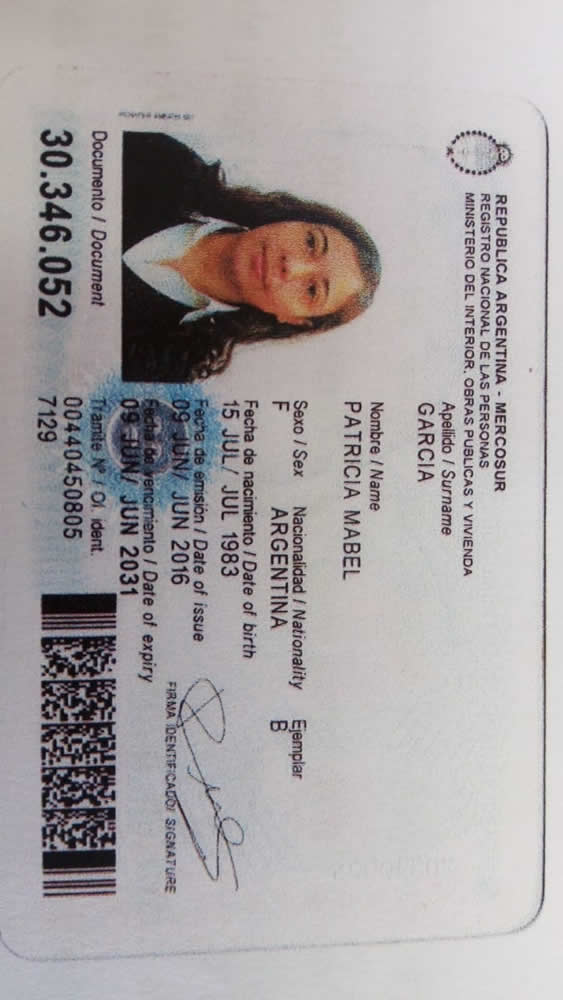 REPUBLICA ARGENTINA - MERCOSUR
REGISTRO NACIONAL DE LAS PERSONAS
MINISTERIO DEL INTERIOR, OBRAS PUBLICAS Y VIVIENDA
Apellido / Surname
GARCIA
Nombre / Name
PATRICIA MABEL
Sexo / Sex Nacionalidad / Nationality Ejemplar
F ARGENTINA B
Fecha de nacimiento / Date of birth
15 JUL/ JUL 1983
Fecha de emisión / Date of issue
09 JUN/ JUN 2016
Fecha de vencimiento / Date of expiry
09 JUN/ JUN 2031
FIRMA IDENTIFICADO/ SIGNATURE
Documento / Document
30.346.052
Tramite Nº / Of. ident.
00440450805
7129